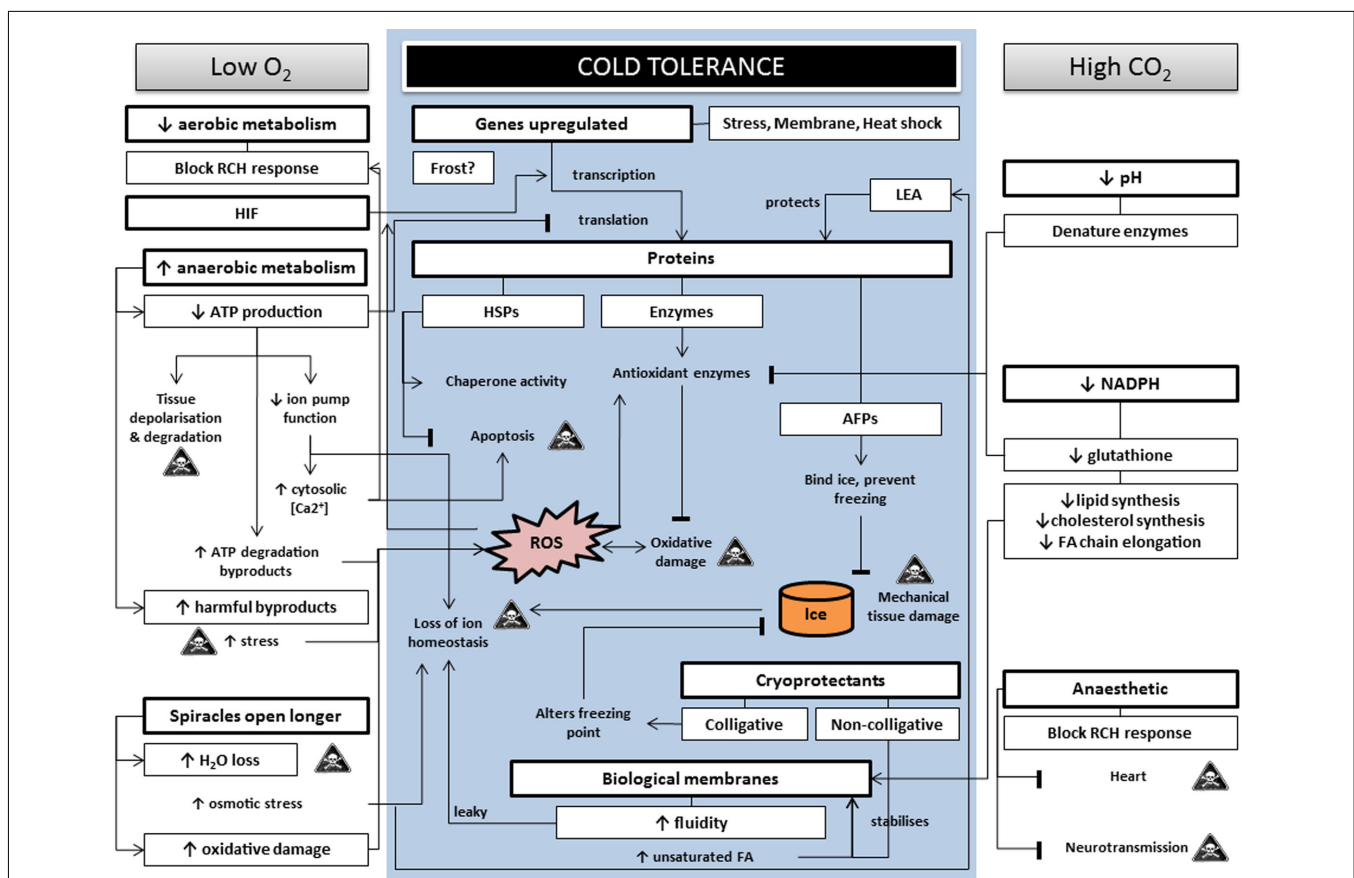 Low O₂
↓ aerobic metabolism
Block RCH response
HIF
↑ anaerobic metabolism
↓ ATP production
Tissue
depolarisation
& degradation
↓ ion pump
function
↑ cytosolic
[Ca2⁺]
↑ ATP degradation
byproducts
↑ harmful byproducts
↑ stress
Spiracles open longer
↑ H₂O loss
↑ osmotic stress
↑ oxidative damage
COLD TOLERANCE
Genes upregulated
Stress, Membrane, Heat shock
Frost?
transcription
translation
protects
LEA
Proteins
HSPs
Enzymes
Chaperone activity
Antioxidant enzymes
AFPs
Apoptosis
Bind ice, prevent
freezing
ROS
Oxidative
damage
Ice
Mechanical
tissue damage
Loss of ion
homeostasis
Cryoprotectants
Alters freezing
point
Colligative
Non-colligative
Biological membranes
leaky
↑ fluidity
stabilises
↑ unsaturated FA
High CO₂
↓ pH
Denature enzymes
↓ NADPH
↓ glutathione
↓lipid synthesis
↓cholesterol synthesis
↓ FA chain elongation
Anaesthetic
Block RCH response
Heart
Neurotransmission